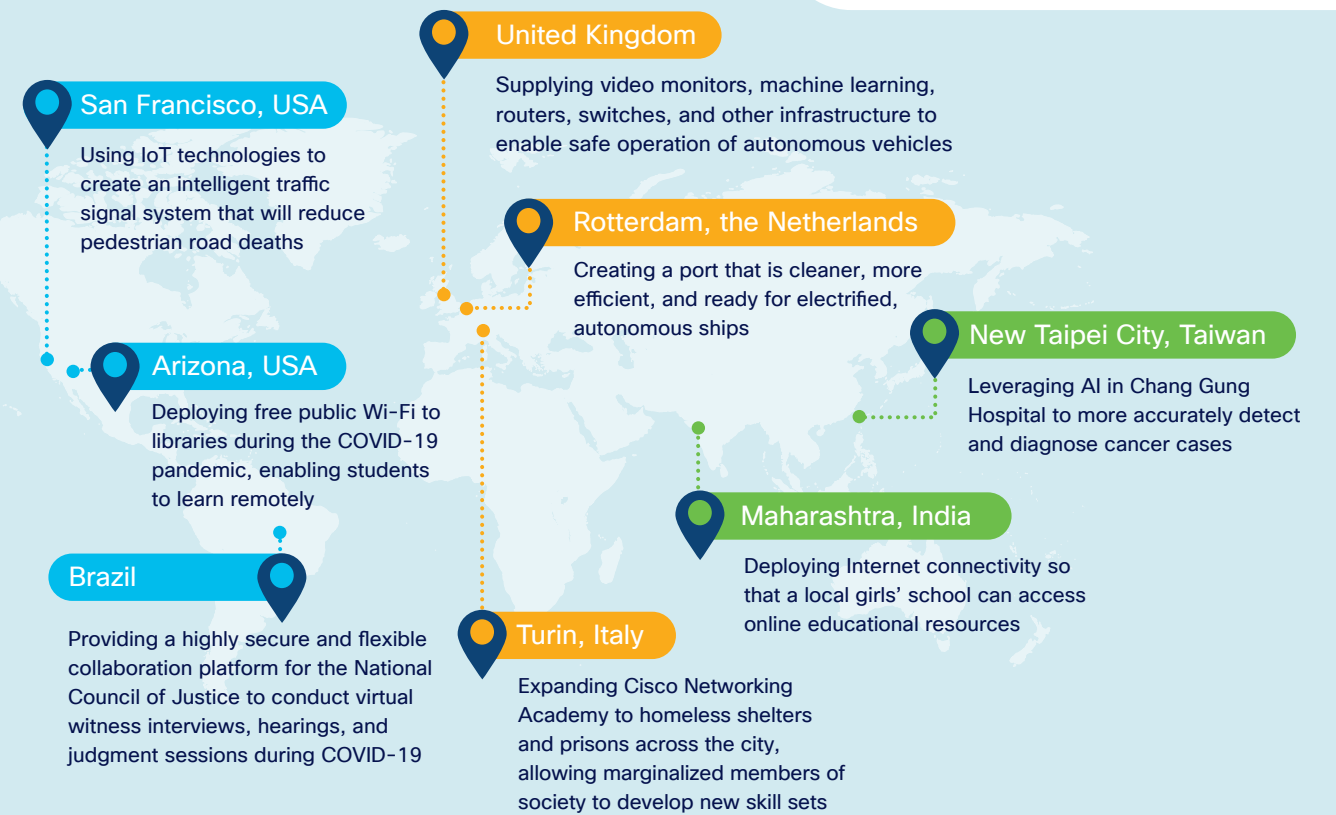 United Kingdom
Supplying video monitors, machine learning,
routers, switches, and other infrastructure to
enable safe operation of autonomous vehicles
San Francisco, USA
Using IoT technologies to
create an intelligent traffic
signal system that will reduce
pedestrian road deaths
Rotterdam, the Netherlands
Creating a port that is cleaner, more
efficient, and ready for electrified,
autonomous ships
New Taipei City, Taiwan
Leveraging AI in Chang Gung
Hospital to more accurately detect
and diagnose cancer cases
Arizona, USA
Deploying free public Wi-Fi to
libraries during the COVID-19
pandemic, enabling students
to learn remotely
Maharashtra, India
Deploying Internet connectivity so
that a local girls’ school can access
online educational resources
Brazil
Providing a highly secure and flexible
collaboration platform for the National
Council of Justice to conduct virtual
witness interviews, hearings, and
judgment sessions during COVID-19
Turin, Italy
Expanding Cisco Networking
Academy to homeless shelters
and prisons across the city,
allowing marginalized members of
society to develop new skill sets